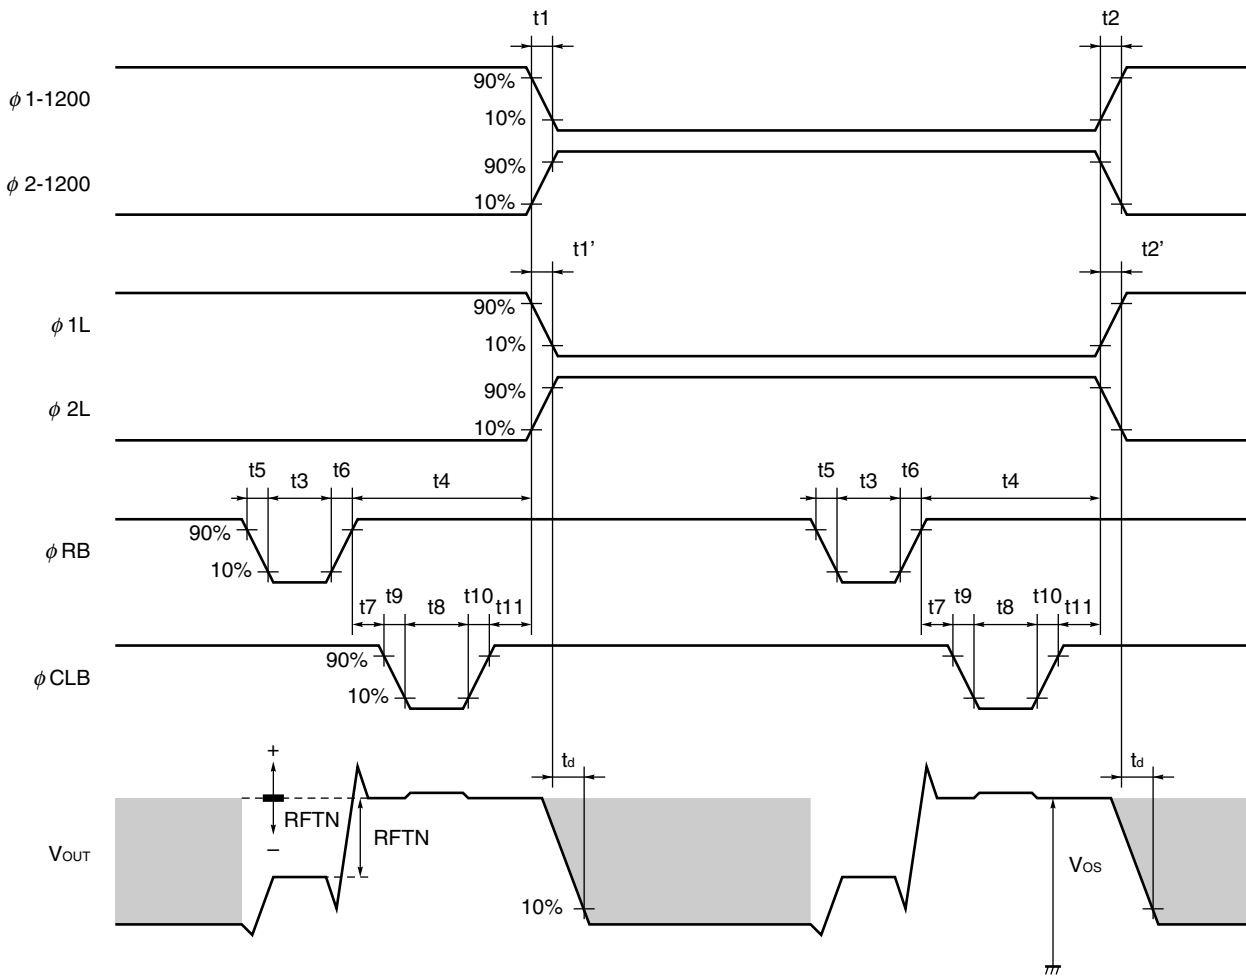 t1 t2
90%
φ1-1200
10%
90%
φ2-1200
10%
t1' t2'
90%
φ1L
10%
90%
φ2L
10%
t5 t3 t6 t4 t5 t3 t6 t4
90%
φRB
10%
t7 t9 t8 t10 t11 t7 t9 t8 t10 t11
90%
φCLB
10%
+
td td
RFTN
RFTN
−
VOUT
VOS
10%